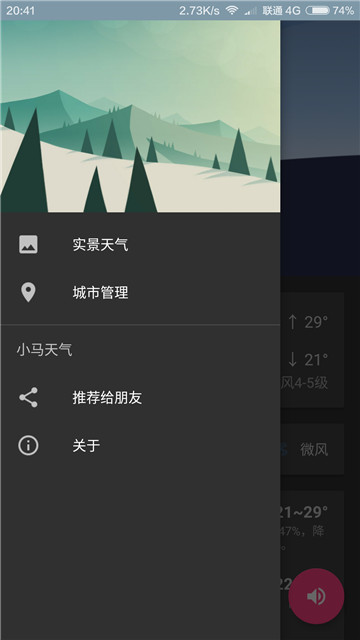 20:41 2.73K/s 联通 4G 74%
实景天气
城市管理
小马天气
推荐给朋友
关于
↑ 29°
↓ 21°
风4-5级
微风
21~29°
47%，降
22